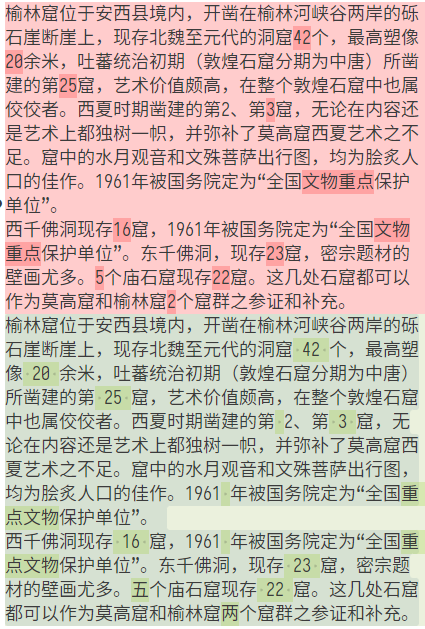 榆林窟位于安西县境内，开凿在榆林河峡谷两岸的砾
石崖断崖上，现存北魏至元代的洞窟42个，最高塑像
20余米，吐蕃统治初期（敦煌石窟分期为中唐）所凿
建的第25窟，艺术价值颇高，在整个敦煌石窟中也属
佼佼者。西夏时期凿建的第2、第3窟，无论在内容还
是艺术上都独树一帜，并弥补了莫高窟西夏艺术之不
足。窟中的水月观音和文殊菩萨出行图，均为脍炙人
口的佳作。1961年被国务院定为“全国文物重点保护
单位”。
西千佛洞现存16窟，1961年被国务院定为“全国文物
重点保护单位”。东千佛洞，现存23窟，密宗题材的
壁画尤多。5个庙石窟现存22窟。这几处石窟都可以
作为莫高窟和榆林窟2个窟群之参证和补充。
榆林窟位于安西县境内，开凿在榆林河峡谷两岸的砾
石崖断崖上，现存北魏至元代的洞窟·42·个，最高塑
像·20·余米，吐蕃统治初期（敦煌石窟分期为中唐）
所凿建的第·25·窟，艺术价值颇高，在整个敦煌石窟
中也属佼佼者。西夏时期凿建的第·2、第·3·窟，无
论在内容还是艺术上都独树一帜，并弥补了莫高窟西
夏艺术之不足。窟中的水月观音和文殊菩萨出行图，
均为脍炙人口的佳作。1961·年被国务院定为“全国重
点文物保护单位”。
西千佛洞现存·16·窟，1961·年被国务院定为“全国重
点文物保护单位”。东千佛洞，现存·23·窟，密宗题
材的壁画尤多。五个庙石窟现存·22·窟。这几处石窟
都可以作为莫高窟和榆林窟两个窟群之参证和补充。